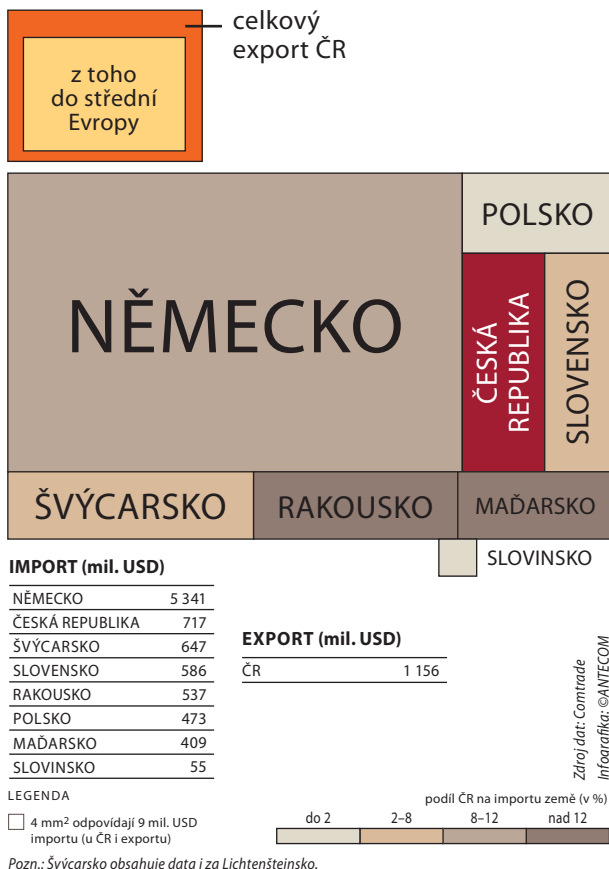 celkový
export ČR
z toho
do střední
Evropy
NĚMECKO
POLSKO
ČESKÁ
REPUBLIKA
SLOVENSKO
ŠVÝCARSKO
RAKOUSKO
MAĎARSKO
SLOVINSKO
IMPORT (mil. USD)
NĚMECKO 5 341
ČESKÁ REPUBLIKA 717
ŠVÝCARSKO 647
SLOVENSKO 586
RAKOUSKO 537
POLSKO 473
MAĎARSKO 409
SLOVINSKO 55
EXPORT (mil. USD)
ČR 1 156
Zdroj dat: Comtrade
Infografika: ©ANTECOM
LEGENDA
4 mm² odpovídají 9 mil. USD
importu (u ČR i exportu)
podíl ČR na importu země (v %)
do 2 2–8 8–12 nad 12
Pozn.: Švýcarsko obsahuje data i za Lichtenšteinsko.